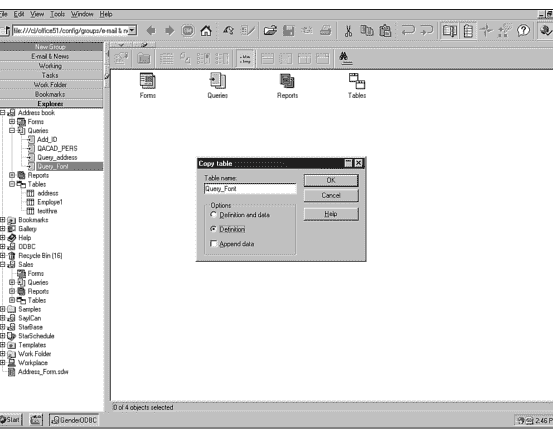 File Edit View Tools Window Help
file:///c|/office51/config/groups/e-mail & n
New Group
E-mail & News
Working
Tasks
Work Folder
Bookmarks
Explorer
Address book
Forms
Queries
Add_ID
QACAD_PERS
Query_address
Query_Font
Reports
Tables
address
Employe1
testthre
Bookmarks
Gallery
Help
ODBC
Recycle Bin (16)
Sales
Forms
Queries
Reports
Tables
Samples
SaylCan
StarBase
StarSchedule
Templates
Work Folder
Workplace
Address_Form.sdw
Forms Queries Reports Tables
Copy table
Table name:
Query_Font
Options
Definition and data
Definition
Append data
OK
Cancel
Help
0 of 4 objects selected
Start GenderODBC 2:46 P